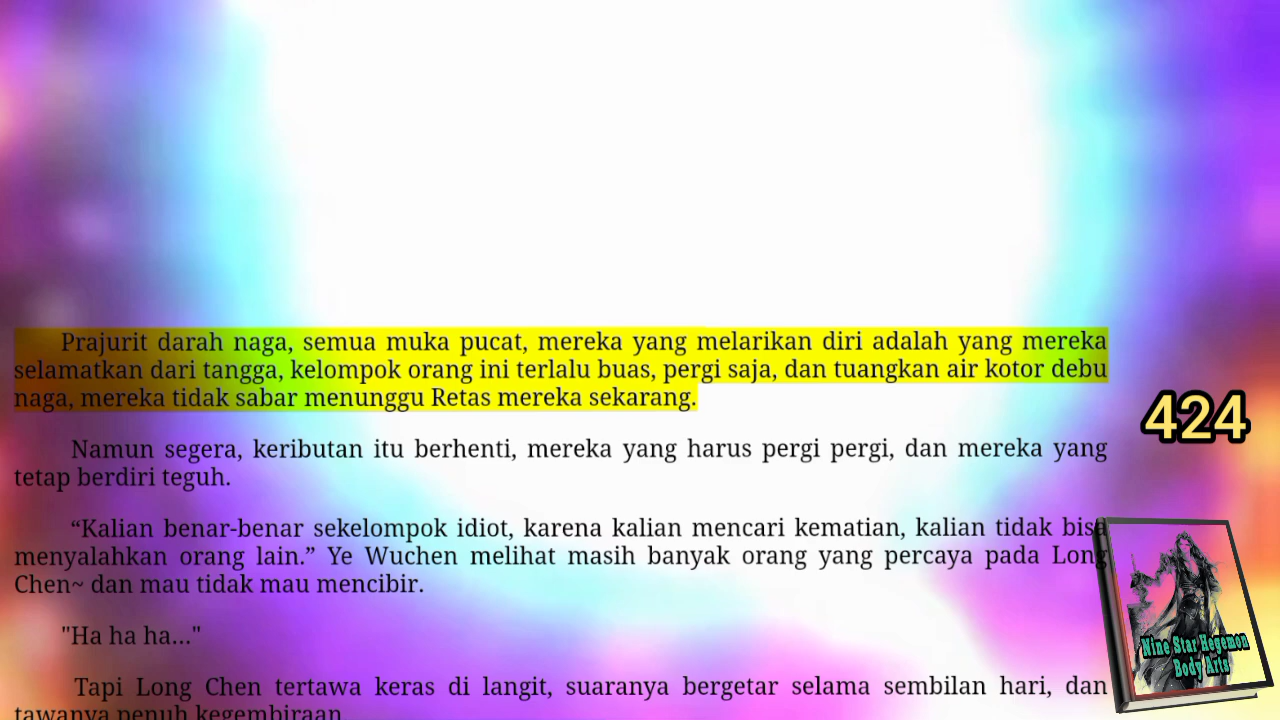 Prajurit darah naga, semua muka pucat, mereka yang melarikan diri adalah yang mereka
selamatkan dari tangga, kelompok orang ini terlalu buas, pergi saja, dan tuangkan air kotor debu
naga, mereka tidak sabar menunggu Retas mereka sekarang.
Namun segera, keributan itu berhenti, mereka yang harus pergi pergi, dan mereka yang
tetap berdiri teguh.
“Kalian benar-benar sekelompok idiot, karena kalian mencari kematian, kalian tidak bisa
menyalahkan orang lain.” Ye Wuchen melihat masih banyak orang yang percaya pada Long
Chen~ dan mau tidak mau mencibir.
"Ha ha ha..."
Tapi Long Chen tertawa keras di langit, suaranya bergetar selama sembilan hari, dan
tawanya penuh kegembiraan.
424
Nine Star Hegemon
Body Arts